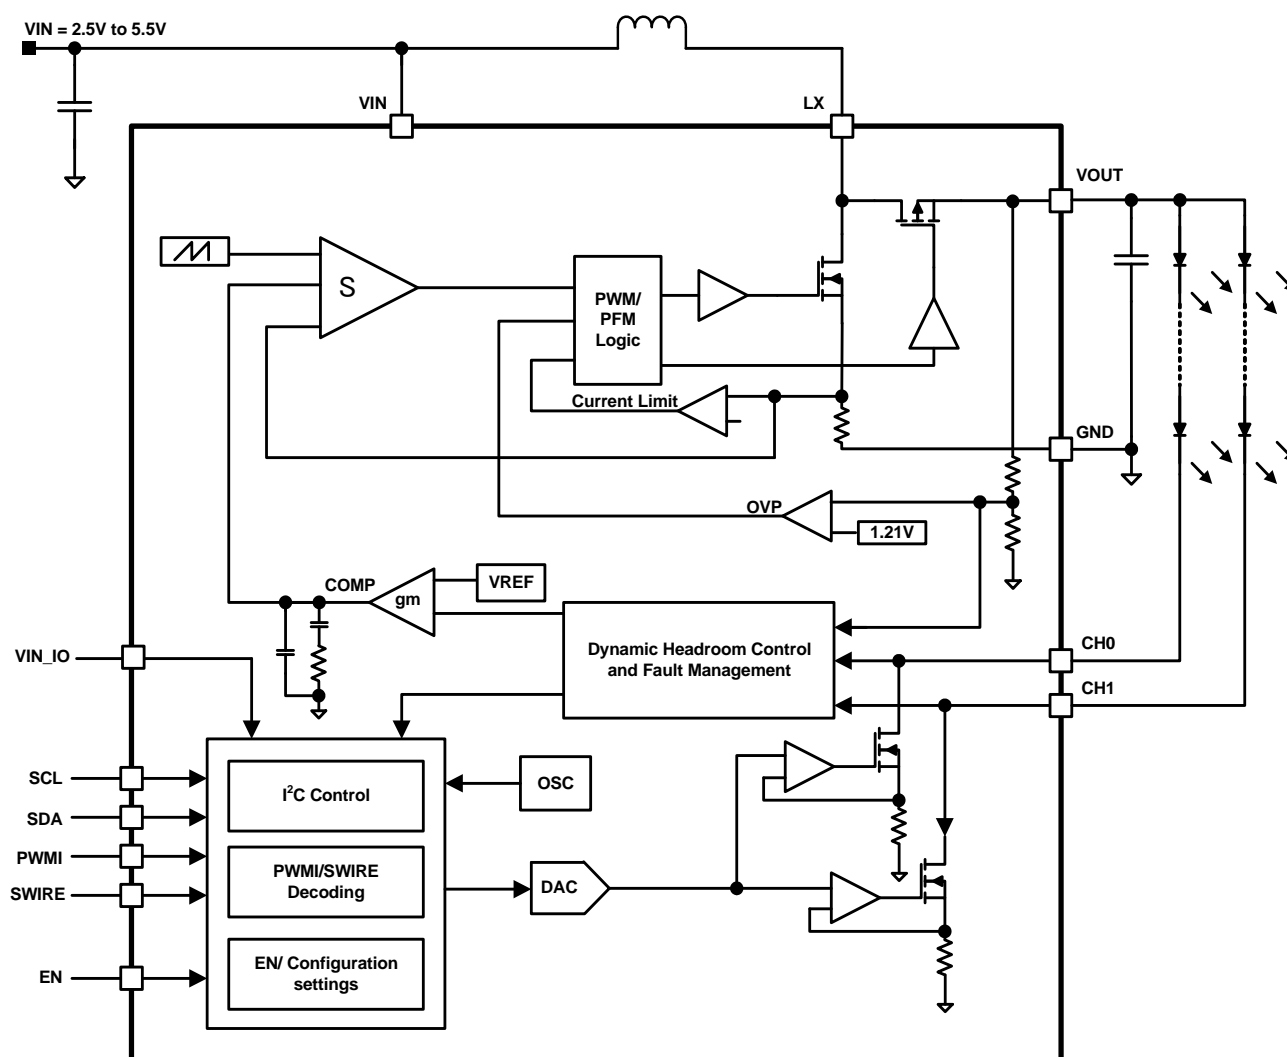 VIN = 2.5V to 5.5V
VIN
LX
VOUT
S
PWM/
PFM
Logic
Current Limit
GND
OVP
1.21V
COMP
gm
VREF
VIN_IO
Dynamic Headroom Control
and Fault Management
CH0
CH1
SCL
I²C Control
OSC
SDA
PWMI
PWMI/SWIRE
Decoding
SWIRE
DAC
EN
EN/ Configuration
settings